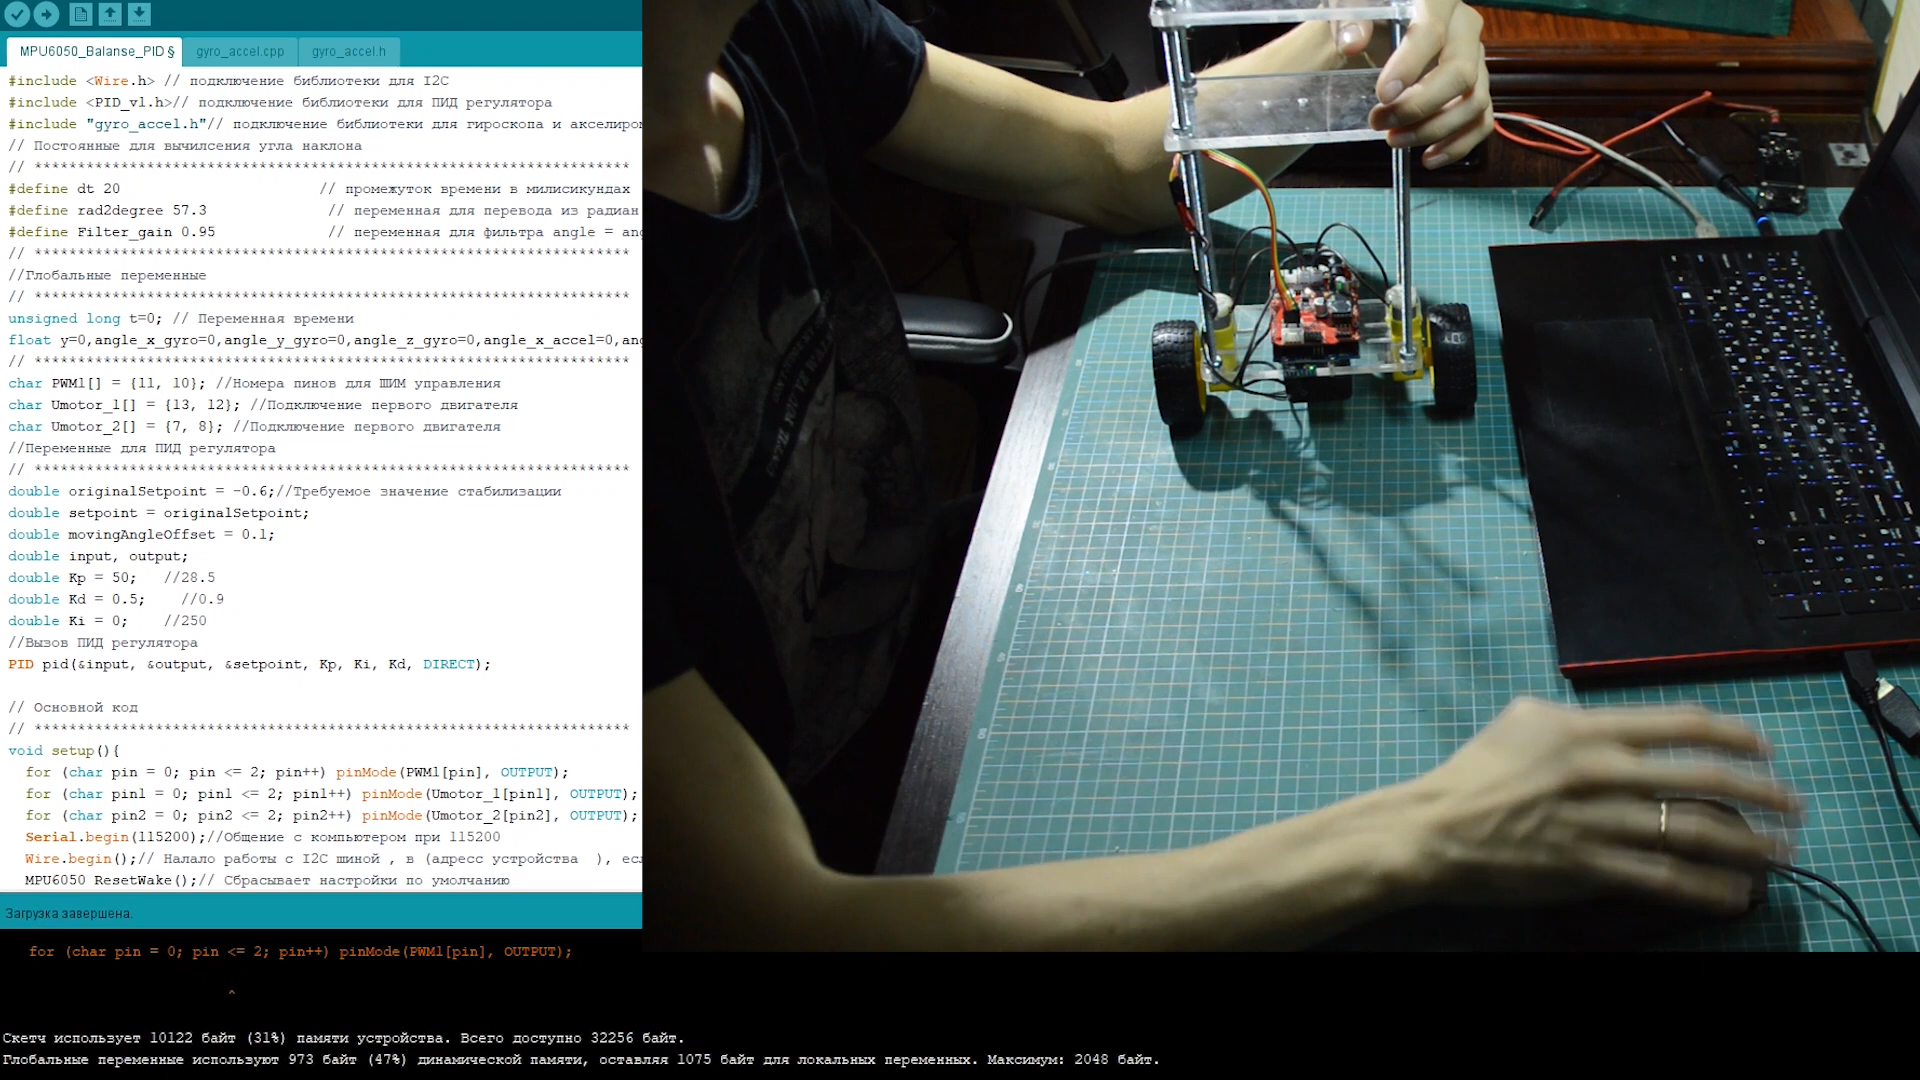 MPU6050_Balanse_PID § gyro_accel.cpp gyro_accel.h
#include <Wire.h> // подключение библиотеки для I2C
#include <PID_v1.h>// подключение библиотеки для ПИД регулятора
#include "gyro_accel.h"// подключение библиотеки для гироскопа и акселиром
// Постоянные для вычилсения угла наклона
// *********************************************************************
#define dt 20 // промежуток времени в милисикундах
#define rad2degree 57.3 // переменная для перевода из радиан
#define Filter_gain 0.95 // переменная для фильтра angle = ang
// *********************************************************************
//Глобальные переменные
// *********************************************************************
unsigned long t=0; // Переменная времени
float y=0,angle_x_gyro=0,angle_y_gyro=0,angle_z_gyro=0,angle_x_accel=0,ang
// *********************************************************************
char PWM1[] = {11, 10}; //Номера пинов для ШИМ управления
char Umotor_1[] = {13, 12}; //Подключение первого двигателя
char Umotor_2[] = {7, 8}; //Подключение первого двигателя
//Переменные для ПИД регулятора
// *********************************************************************
double originalSetpoint = -0.6;//Требуемое значение стабилизации
double setpoint = originalSetpoint;
double movingAngleOffset = 0.1;
double input, output;
double Kp = 50; //28.5
double Kd = 0.5; //0.9
double Ki = 0; //250
//Вызов ПИД регулятора
PID pid(&input, &output, &setpoint, Kp, Ki, Kd, DIRECT);
// Основной код
// *********************************************************************
void setup(){
for (char pin = 0; pin <= 2; pin++) pinMode(PWM1[pin], OUTPUT);
for (char pin1 = 0; pin1 <= 2; pin1++) pinMode(Umotor_1[pin1], OUTPUT);
for (char pin2 = 0; pin2 <= 2; pin2++) pinMode(Umotor_2[pin2], OUTPUT);
Serial.begin(115200);//Общение с компьютером при 115200
Wire.begin();// Налало работы с I2C шиной , в (адресс устройства ), есл
MPU6050 ResetWake();// Сбрасывает настройки по умолчанию
Загрузка завершена.
for (char pin = 0; pin <= 2; pin++) pinMode(PWM1[pin], OUTPUT);
^
Скетч использует 10122 байт (31%) памяти устройства. Всего доступно 32256 байт.
Глобальные переменные используют 973 байт (47%) динамической памяти, оставляя 1075 байт для локальных переменных. Максимум: 2048 байт.